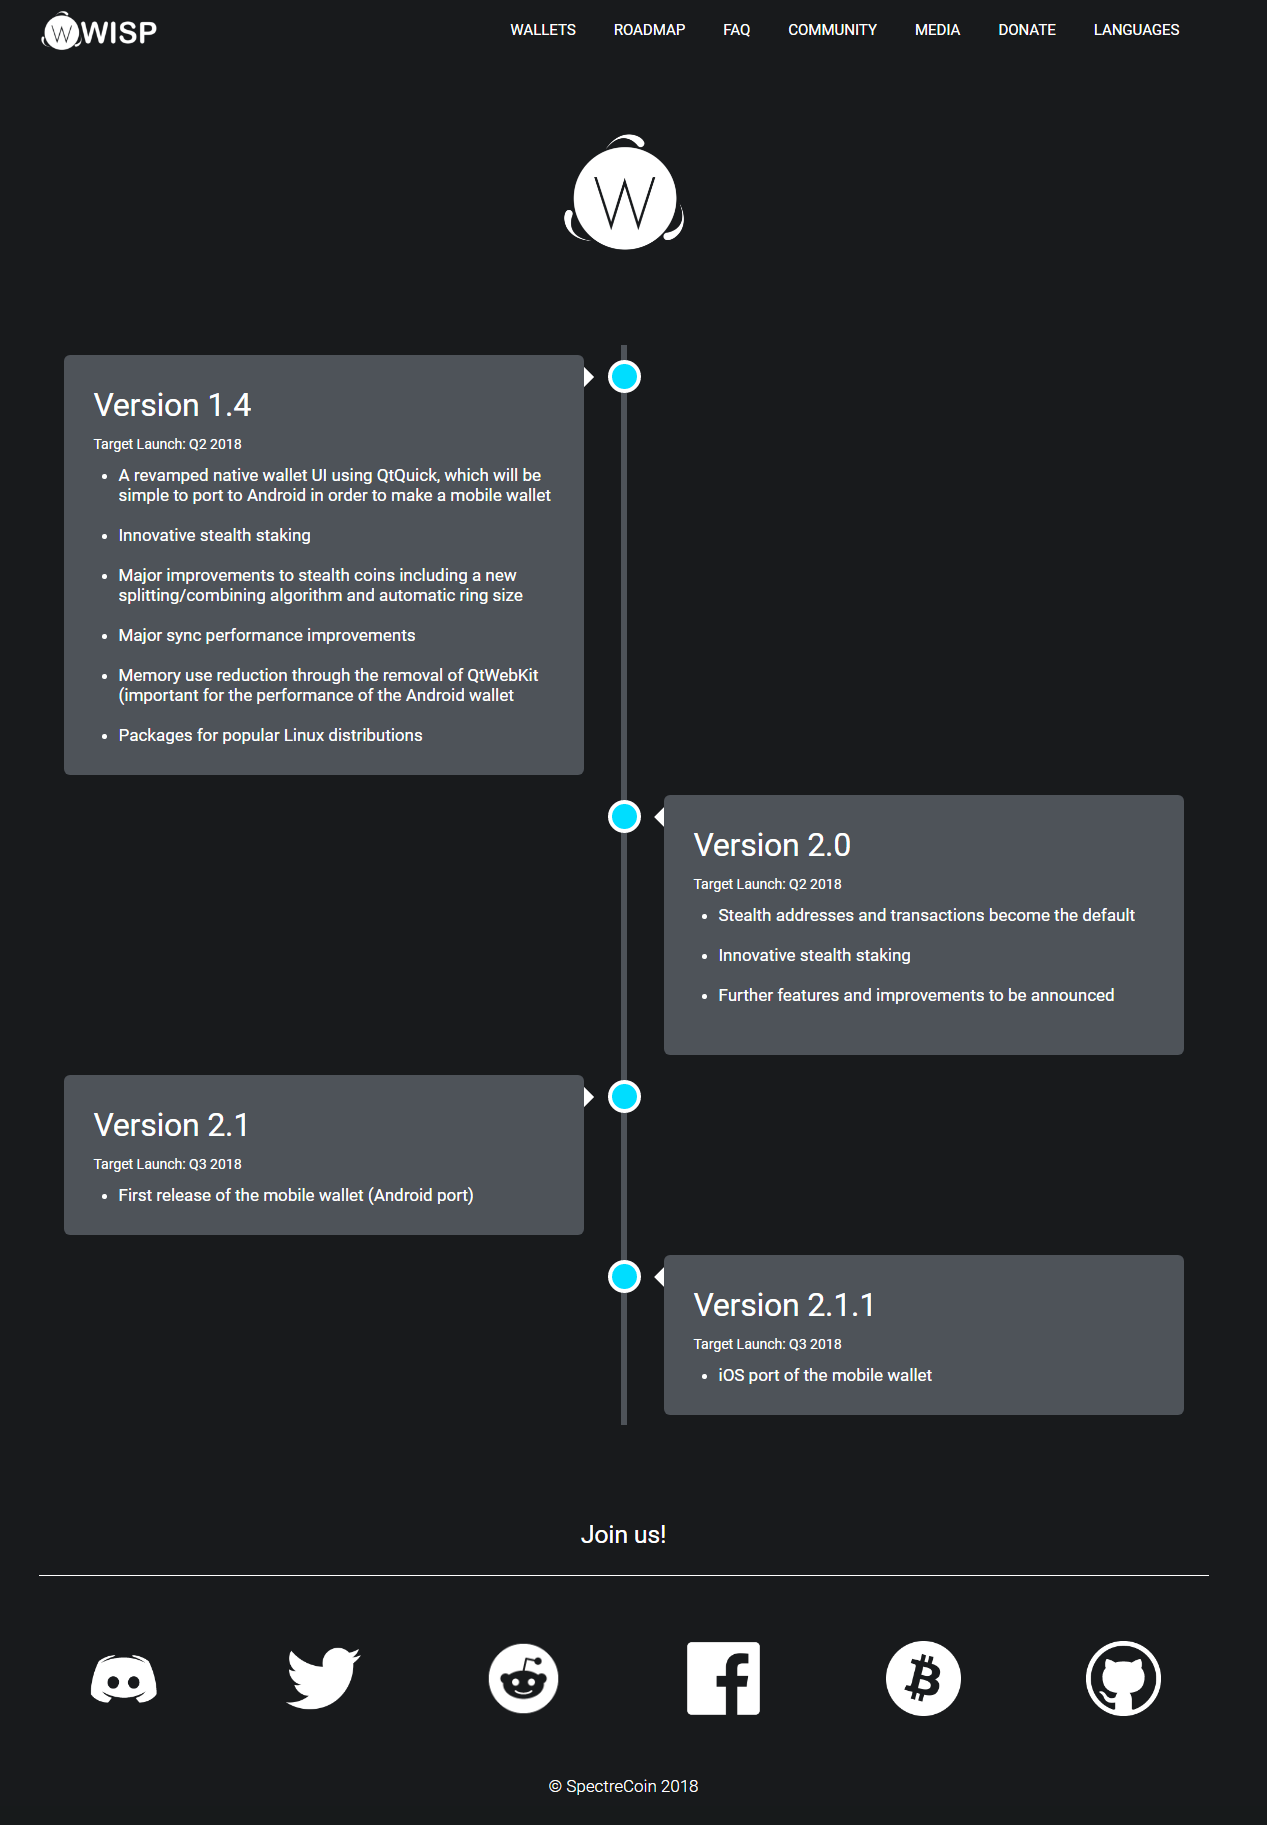 W WISP
WALLETS ROADMAP FAQ COMMUNITY MEDIA DONATE LANGUAGES
W
Version 1.4
Target Launch: Q2 2018
• A revamped native wallet UI using QtQuick, which will be
simple to port to Android in order to make a mobile wallet
• Innovative stealth staking
• Major improvements to stealth coins including a new
splitting/combining algorithm and automatic ring size
• Major sync performance improvements
• Memory use reduction through the removal of QtWebKit
(important for the performance of the Android wallet
• Packages for popular Linux distributions
Version 2.0
Target Launch: Q2 2018
• Stealth addresses and transactions become the default
• Innovative stealth staking
• Further features and improvements to be announced
Version 2.1
Target Launch: Q3 2018
• First release of the mobile wallet (Android port)
Version 2.1.1
Target Launch: Q3 2018
• iOS port of the mobile wallet
Join us!
© SpectreCoin 2018